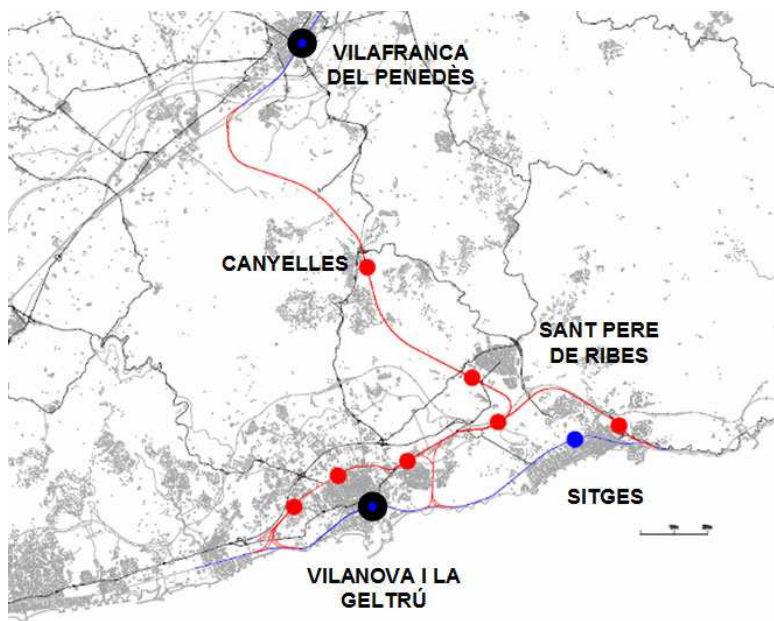 VILAFRANCA
DEL PENEDÈS
CANYELLES
SANT PERE
DE RIBES
SITGES
VILANOVA I LA
GELTRÚ